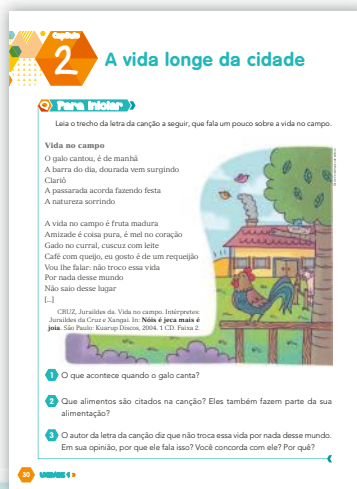 Capítulo
2
A vida longe da cidade
Para iniciar
Leia o trecho da letra da canção a seguir, que fala um pouco sobre a vida no campo.
Vida no campo
O galo cantou, é de manhã
A barra do dia, dourada vem surgindo
Clariô
A passarada acorda fazendo festa
A natureza sorrindo
A vida no campo é fruta madura
Amizade é coisa pura, é mel no coração
Gado no curral, cuscuz com leite
Café com queijo, eu gosto é de um requeijão
Vou lhe falar: não troco essa vida
Por nada desse mundo
Não saio desse lugar
[...]
CRUZ, Juraildes da. Vida no campo. Intérpretes:
Juraildes da Cruz e Xangai. In: Nóis é jeca mais é
joia. São Paulo: Kuarup Discos, 2004. 1 CD. Faixa 2.
1 O que acontece quando o galo canta?
2 Que alimentos são citados na canção? Eles também fazem parte da sua
alimentação?
3 O autor da letra da canção diz que não troca essa vida por nada desse mundo.
Em sua opinião, por que ele fala isso? Você concorda com ele? Por quê?
30 UNIDADE 1